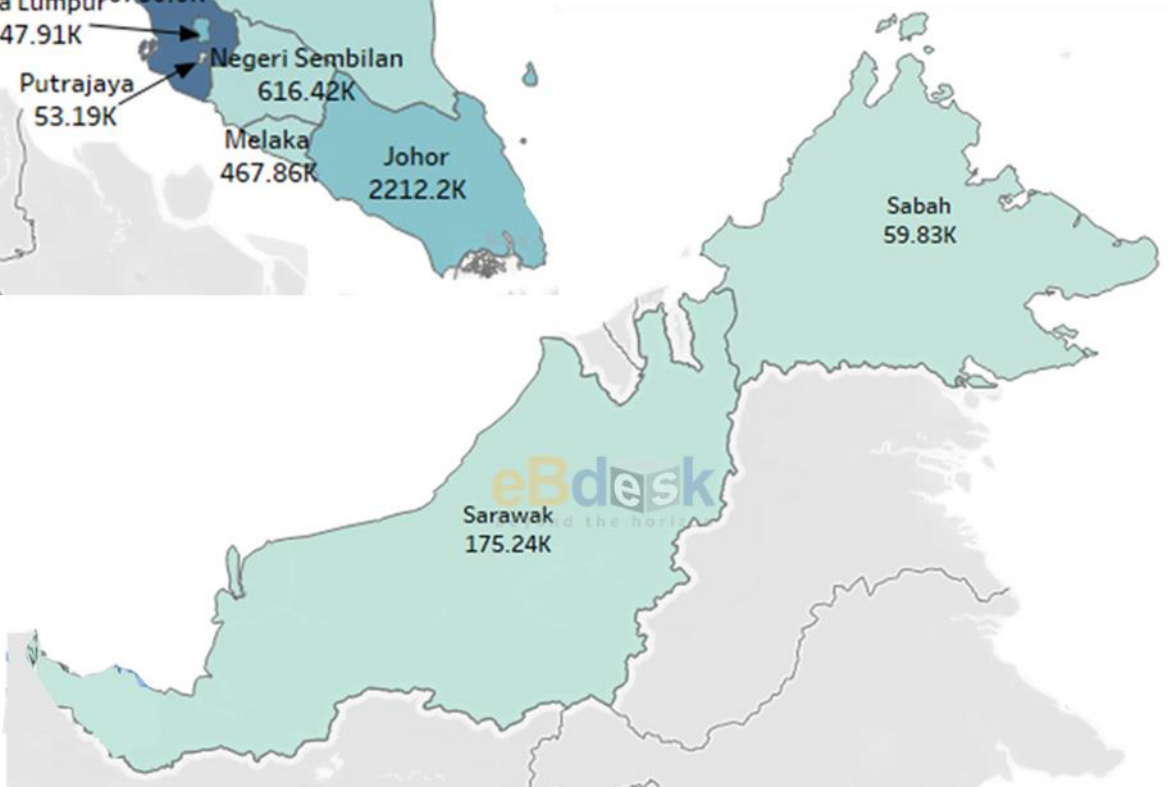 47.91K
Putrajaya
53.19K
Negeri Sembilan
616.42K
Melaka
467.86K
Johor
2212.2K
Sabah
59.83K
eBdesk
Sarawak
175.24K